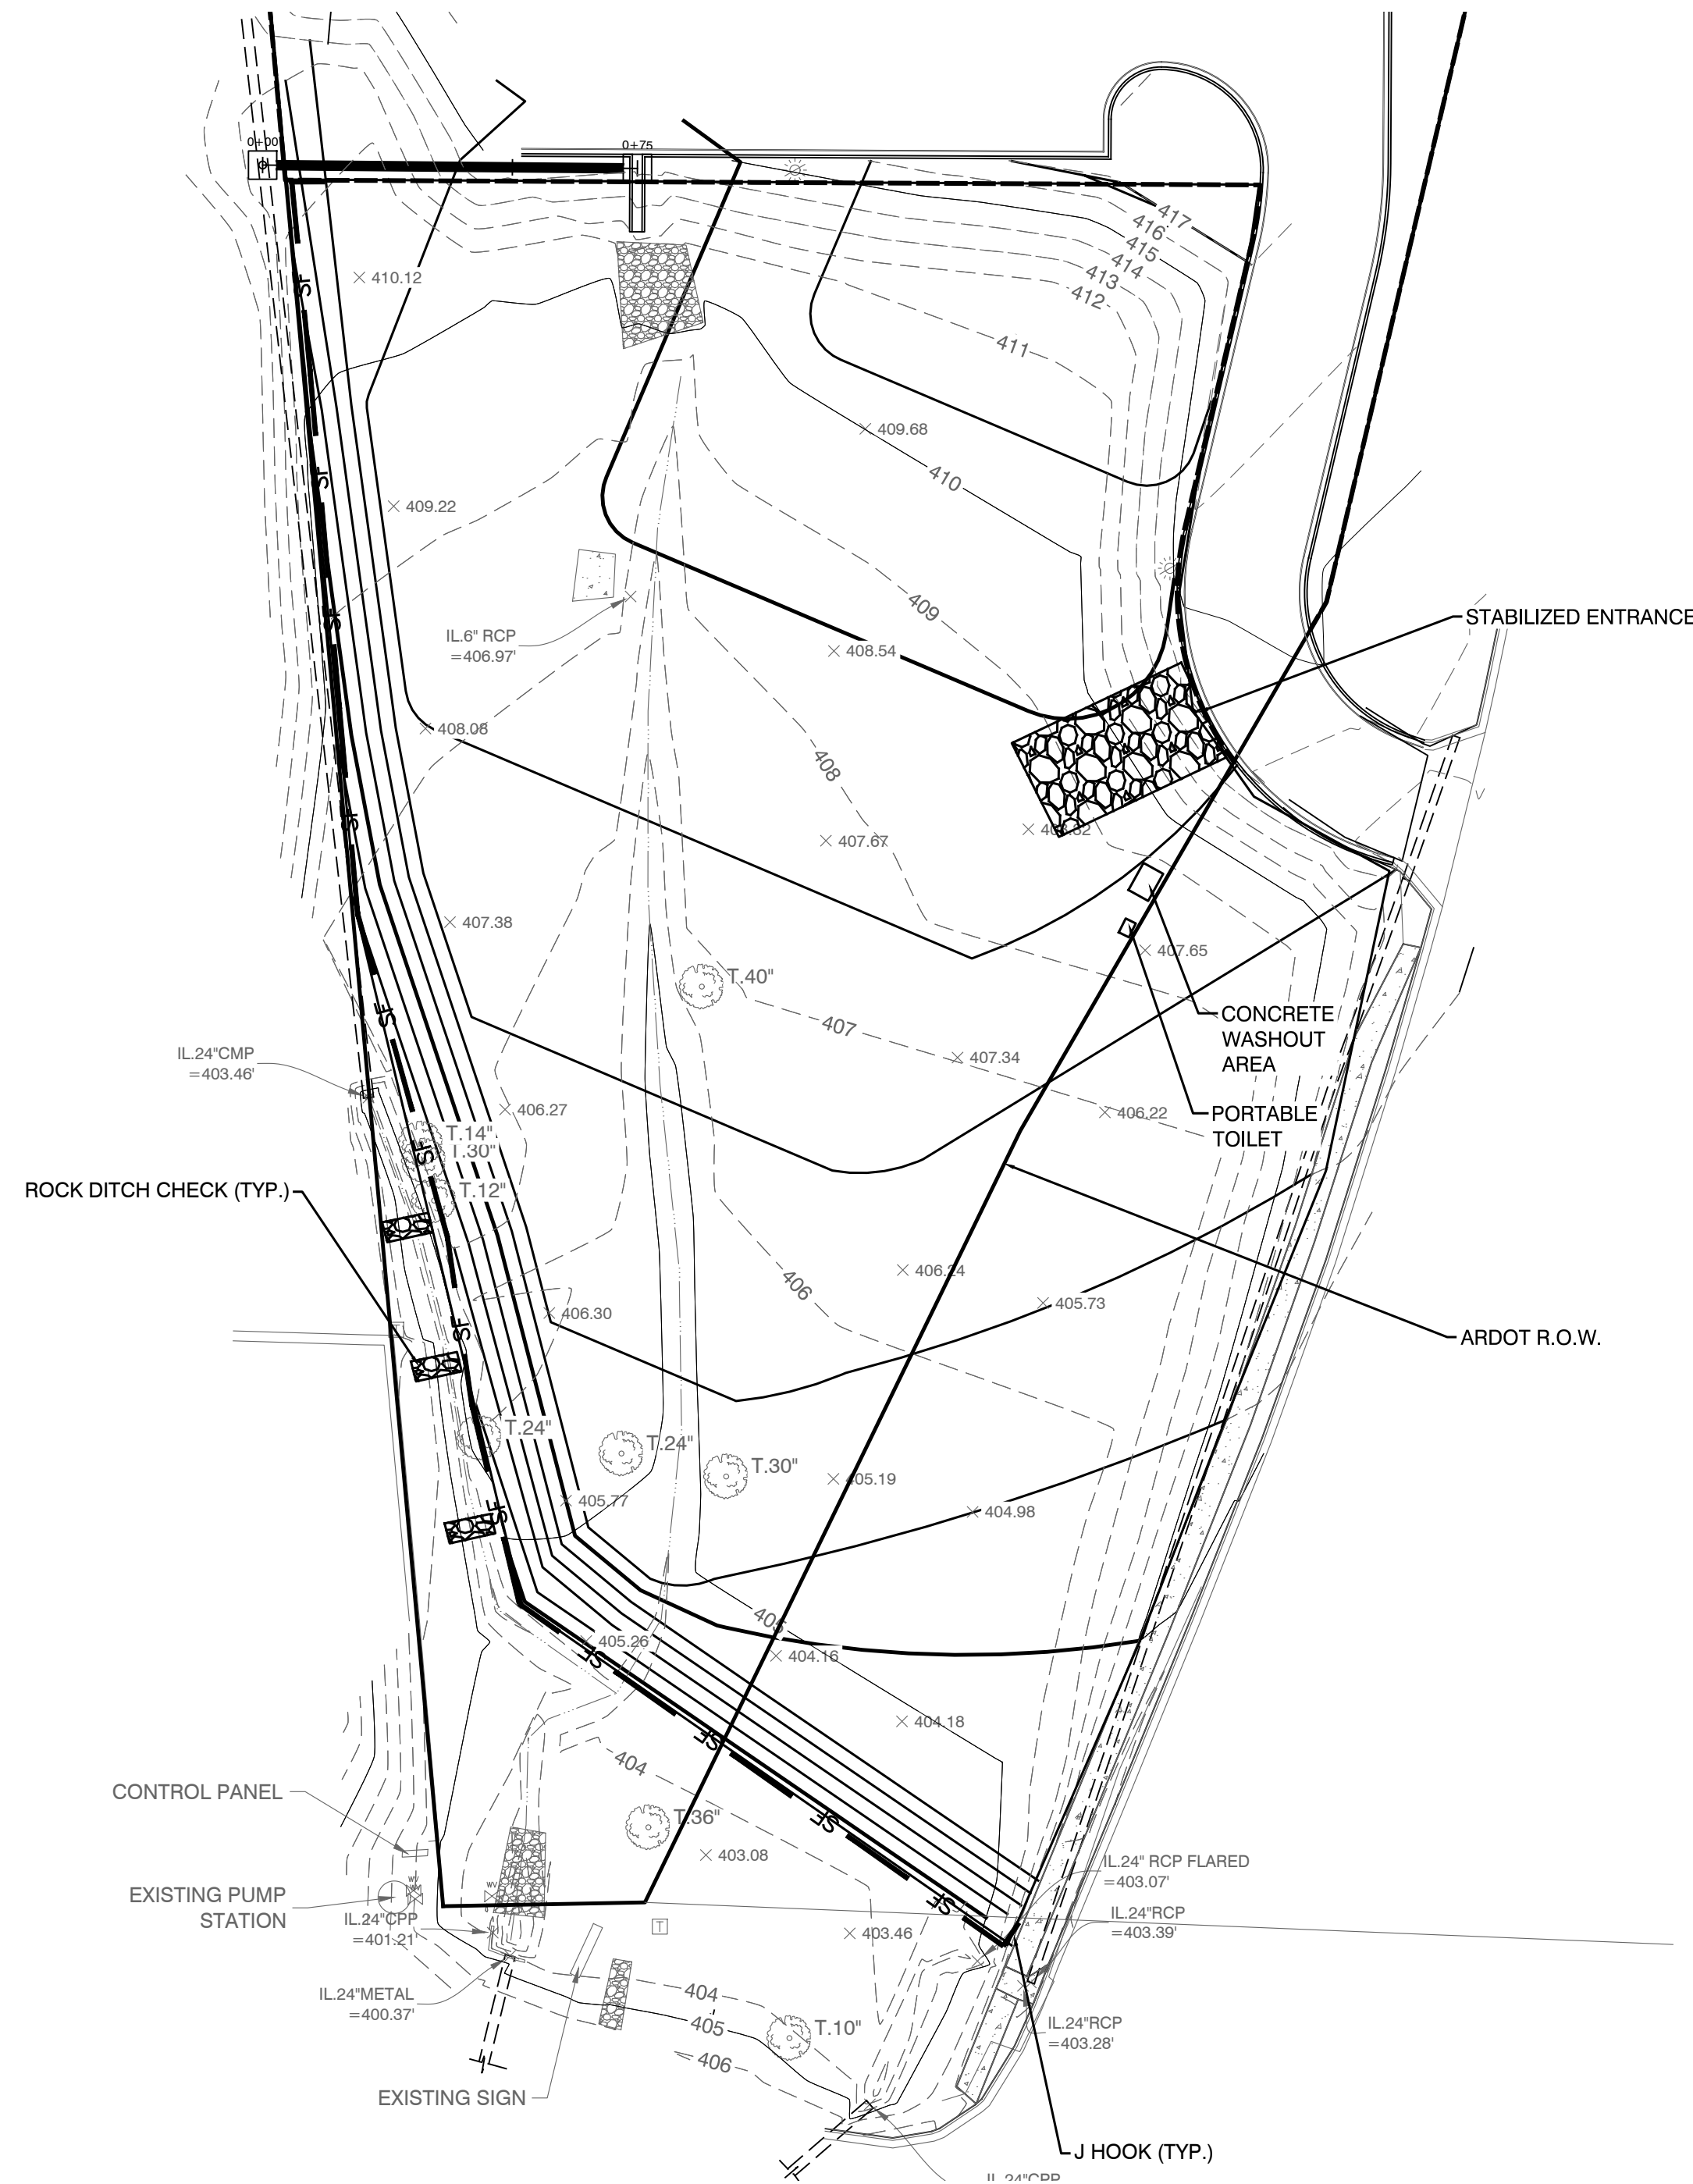 0+00
0+75
417
416
415
414
413
412
410.12
SF
411
409.68
410
SF
409.22
409
STABILIZED ENTRANCE
SF
IL.6" RCP
=406.97'
408.54
408.08
408
SF
407.67
407.38
407.65
T.40"
CONCRETE
WASHOUT
AREA
SF
407
407.34
IL.24"CMP
=403.46'
406.27
406.22
PORTABLE
TOILET
T.14"
T.30"
SF
T.12"
ROCK DITCH CHECK (TYP.)
406.24
406
405.73
406.30
SF
ARDOT R.O.W.
T.24"
T.24"
T.30"
405.19
405.77
404.98
SF
405
405.26
404.16
SF
404.18
SF
404
CONTROL PANEL
T.36"
SF
403.08
IL.24" RCP FLARED
=403.07'
WV
WV
EXISTING PUMP
STATION
SF
IL.24"CPP
=401.21'
T
403.46
IL.24"RCP
=403.39'
IL.24"METAL
=400.37'
404
405
T.10"
IL.24"RCP
=403.28'
406
EXISTING SIGN
J HOOK (TYP.)
IL.24"CPP